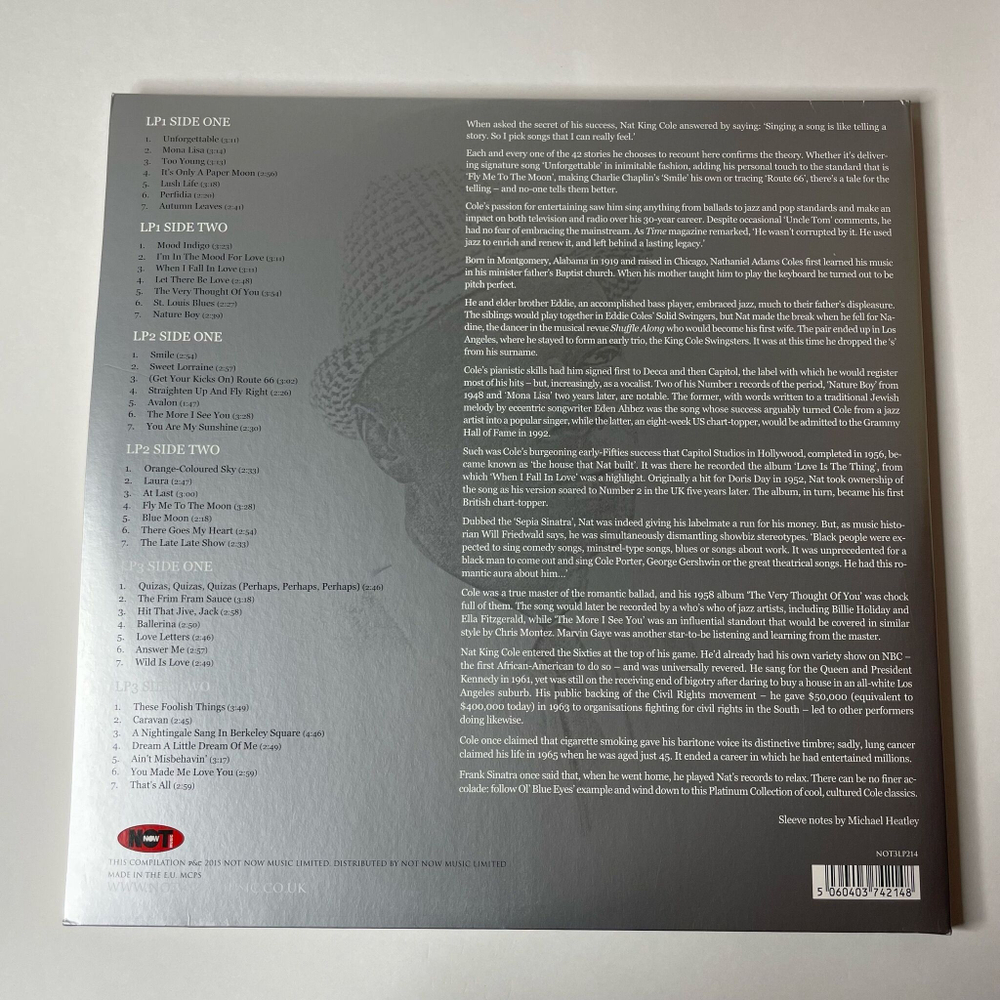 LP1 SIDE ONE
1. Unforgettable (3:11)
2. Mona Lisa (3:14)
3. Too Young (3:13)
4. It's Only A Paper Moon (2:56)
5. Lush Life (3:18)
6. Perfidia (2:20)
7. Autumn Leaves (2:41)
LP1 SIDE TWO
1. Mood Indigo (3:23)
2. I'm In The Mood For Love (3:11)
3. When I Fall In Love (3:11)
4. Let There Be Love (2:48)
5. The Very Thought Of You (3:54)
6. St. Louis Blues (2:27)
7. Nature Boy (2:39)
LP2 SIDE ONE
1. Smile (2:54)
2. Sweet Lorraine (2:57)
3. (Get Your Kicks On) Route 66 (3:02)
4. Straighten Up And Fly Right (2:26)
5. Avalon (1:47)
6. The More I See You (3:28)
7. You Are My Sunshine (2:30)
LP2 SIDE TWO
1. Orange-Coloured Sky (2:33)
2. Laura (2:47)
3. At Last (3:00)
4. Fly Me To The Moon (3:28)
5. Blue Moon (2:18)
6. There Goes My Heart (2:54)
7. The Late Late Show (2:33)
LP3 SIDE ONE
1. Quizas, Quizas, Quizas (Perhaps, Perhaps, Perhaps) (2:46)
2. The Frim Fram Sauce (3:18)
3. Hit That Jive, Jack (2:58)
4. Ballerina (2:50)
5. Love Letters (2:46)
6. Answer Me (2:57)
7. Wild Is Love (2:49)
LP3
1. These Foolish Things (3:49)
2. Caravan (2:45)
3. A Nightingale Sang In Berkeley Square (4:46)
4. Dream A Little Dream Of Me (2:49)
5. Ain't Misbehavin' (3:17)
6. You Made Me Love You (2:59)
7. That's All (2:59)
When asked the secret of his success, Nat King Cole answered by saying: 'Singing a song is like telling a
story. So I pick songs that I can really feel.'
Each and every one of the 42 stories he chooses to recount here confirms the theory. Whether it's deliver-
ing signature song 'Unforgettable' in inimitable fashion, adding his personal touch to the standard that is
'Fly Me To The Moon', making Charlie Chaplin's 'Smile' his own or tracing 'Route 66', there's a tale for the
telling – and no-one tells them better.
Cole's passion for entertaining saw him sing anything from ballads to jazz and pop standards and make an
impact on both television and radio over his 30-year career. Despite occasional 'Uncle Tom' comments, he
had no fear of embracing the mainstream. As Time magazine remarked, 'He wasn't corrupted by it. He used
jazz to enrich and renew it, and left behind a lasting legacy.'
Born in Montgomery, Alabama in 1919 and raised in Chicago, Nathaniel Adams Coles first learned his music
in his minister father's Baptist church. When his mother taught him to play the keyboard he turned out to be
pitch perfect.
He and elder brother Eddie, an accomplished bass player, embraced jazz, much to their father's displeasure.
The siblings would play together in Eddie Coles' Solid Swingers, but Nat made the break when he fell for Na-
dine, the dancer in the musical revue Shuffle Along who would become his first wife. The pair ended up in Los
Angeles, where he stayed to form an early trio, the King Cole Swingsters. It was at this time he dropped the 's'
from his surname.
Cole's pianistic skills had him signed first to Decca and then Capitol, the label with which he would register
most of his hits – but, increasingly, as a vocalist. Two of his Number 1 records of the period, 'Nature Boy' from
1948 and 'Mona Lisa' two years later, are notable. The former, with words written to a traditional Jewish
melody by eccentric songwriter Eden Ahbez was the song whose success arguably turned Cole from a jazz
artist into a popular singer, while the latter, an eight-week US chart-topper, would be admitted to the Grammy
Hall of Fame in 1992.
Such was Cole's burgeoning early-Fifties success that Capitol Studios in Hollywood, completed in 1956, be-
came known as 'the house that Nat built'. It was there he recorded the album 'Love Is The Thing', from
which 'When I Fall In Love' was a highlight. Originally a hit for Doris Day in 1952, Nat took ownership of
the song as his version soared to Number 2 in the UK five years later. The album, in turn, became his first
British chart-topper.
Dubbed the 'Sepia Sinatra', Nat was indeed giving his labelmate a run for his money. But, as music histo-
rian Will Friedwald says, he was simultaneously dismantling showbiz stereotypes. 'Black people were ex-
pected to sing comedy songs, minstrel-type songs, blues or songs about work. It was unprecedented for a
black man to come out and sing Cole Porter, George Gershwin or the great theatrical songs. He had this ro-
mantic aura about him...'
Cole was a true master of the romantic ballad, and his 1958 album 'The Very Thought Of You' was chock
full of them. The song would later be recorded by a who's who of jazz artists, including Billie Holiday and
Ella Fitzgerald, while 'The More I See You' was an influential standout that would be covered in similar
style by Chris Montez. Marvin Gaye was another star-to-be listening and learning from the master.
Nat King Cole entered the Sixties at the top of his game. He'd already had his own variety show on NBC –
the first African-American to do so – and was universally revered. He sang for the Queen and President
Kennedy in 1961, yet was still on the receiving end of bigotry after daring to buy a house in an all-white Los
Angeles suburb. His public backing of the Civil Rights movement – he gave $50,000 (equivalent to
$400,000 today) in 1963 to organisations fighting for civil rights in the South – led to other performers
doing likewise.
Cole once claimed that cigarette smoking gave his baritone voice its distinctive timbre; sadly, lung cancer
claimed his life in 1965 when he was aged just 45. It ended a career in which he had entertained millions.
Frank Sinatra once said that, when he went home, he played Nat's records to relax. There can be no finer ac-
colade: follow Ol' Blue Eyes' example and wind down to this Platinum Collection of cool, cultured Cole classics.
Sleeve notes by Michael Heatley
NOT NOW
THIS COMPILATION p&c 2015 NOT NOW MUSIC LIMITED. DISTRIBUTED BY NOT NOW MUSIC LIMITED
MADE IN THE E.U. MCPS
NOT3LP214
5 060403 742148